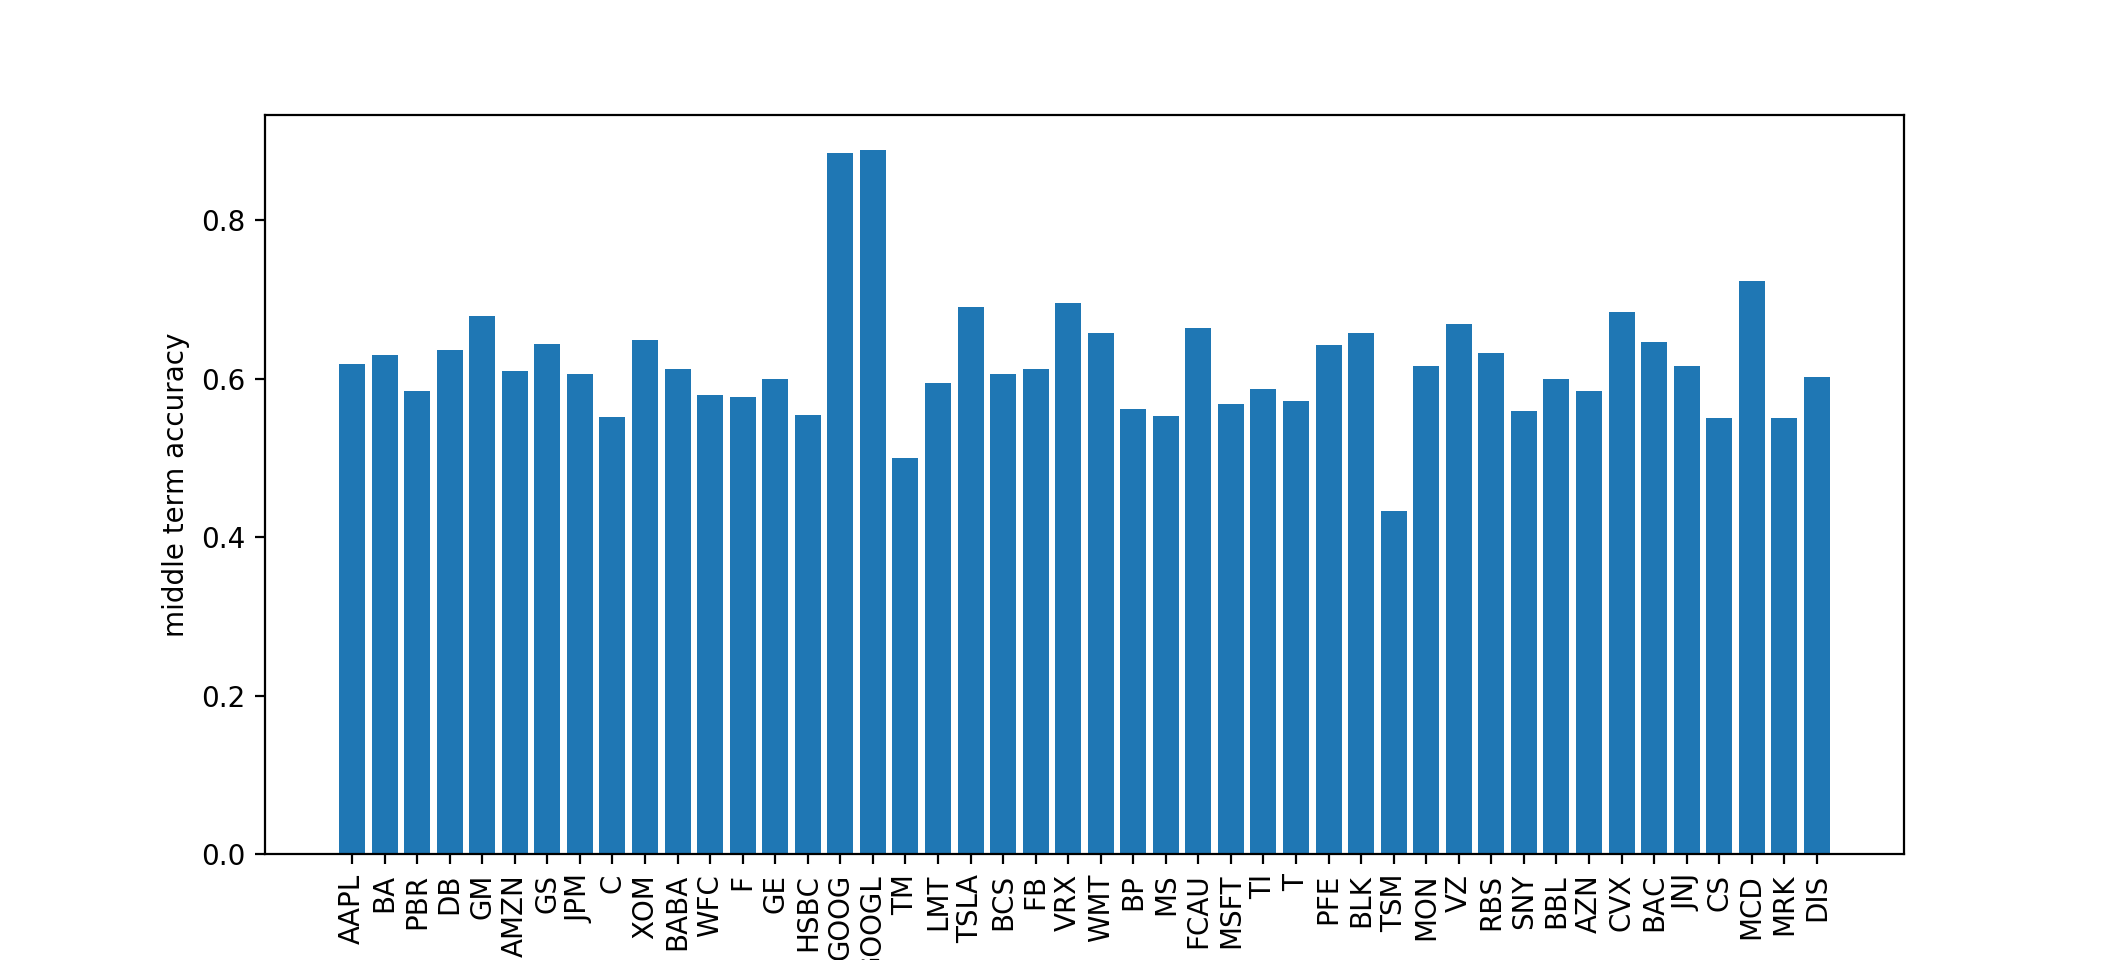 middle term accuracy
0.8
0.6
0.4
0.2
0.0
AAPL
BA
PBR
DB
GM
AMZN
GS
JPM
C
XOM
BABA
WFC
F
GE
HSBC
GOOG
OOGL
TM
LMT
TSLA
BCS
FB
VRX
WMT
BP
MS
FCAU
MSFT
TI
T
PFE
BLK
TSM
MON
VZ
RBS
SNY
BBL
AZN
CVX
BAC
JNJ
CS
MCD
MRK
DIS